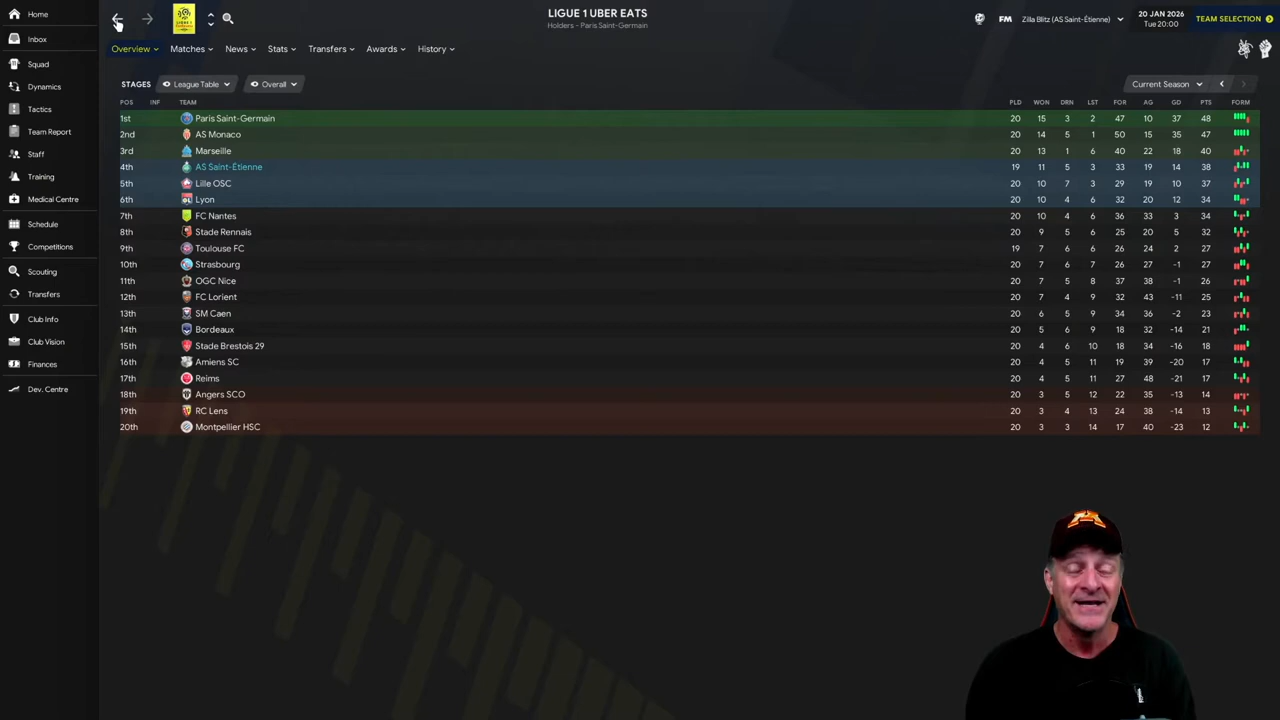 Home
LIGUE 1 UBER EATS
Holders - Paris Saint-Germain
FM Zilla Blitz (AS Saint-Étienne)
20 JAN 2026
Tue 20:00
TEAM SELECTION
Inbox
Squad
Dynamics
Tactics
Team Report
Staff
Training
Medical Centre
Schedule
Competitions
Scouting
Transfers
Club Info
Club Vision
Finances
Dev. Centre
Overview Matches News Stats Transfers Awards History
STAGES League Table Overall Current Season
POS INF TEAM PLD WON DRN LST FOR AG GD PTS FORM
1st Paris Saint-Germain 20 15 3 2 47 10 37 48
2nd AS Monaco 20 14 5 1 50 15 35 47
3rd Marseille 20 13 1 6 40 22 18 40
4th AS Saint-Étienne 19 11 5 3 33 19 14 38
5th Lille OSC 20 10 7 3 29 19 10 37
6th Lyon 20 10 4 6 32 20 12 34
7th FC Nantes 20 10 4 6 36 33 3 34
8th Stade Rennais 20 9 5 6 25 20 5 32
9th Toulouse FC 19 7 6 6 26 24 2 27
10th Strasbourg 20 7 6 7 26 27 -1 27
11th OGC Nice 20 7 5 8 37 38 -1 26
12th FC Lorient 20 7 4 9 32 43 -11 25
13th SM Caen 20 6 5 9 34 36 -2 23
14th Bordeaux 20 5 6 9 18 32 -14 21
15th Stade Brestois 29 20 4 6 10 18 34 -16 18
16th Amiens SC 20 4 5 11 19 39 -20 17
17th Reims 20 4 5 11 27 48 -21 17
18th Angers SCO 20 3 5 12 22 35 -13 14
19th RC Lens 20 3 4 13 24 38 -14 13
20th Montpellier HSC 20 3 3 14 17 40 -23 12